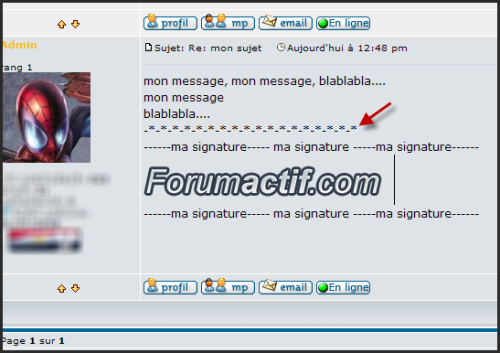 profil mp email En ligne
Admin
Sujet: Re: mon sujet Aujourd'hui à 12:48 pm
rang 1
mon message, mon message, blablabla....
mon message
blablabla....
-*-*-*-*-*-*-*-*-*-*-*-*-*-*-*-*-*-*
------ma signature----- ma signature -----ma signature------
Forumactif.com
------ma signature----- ma signature -----ma signature------
profil mp email En ligne
Page 1 sur 1